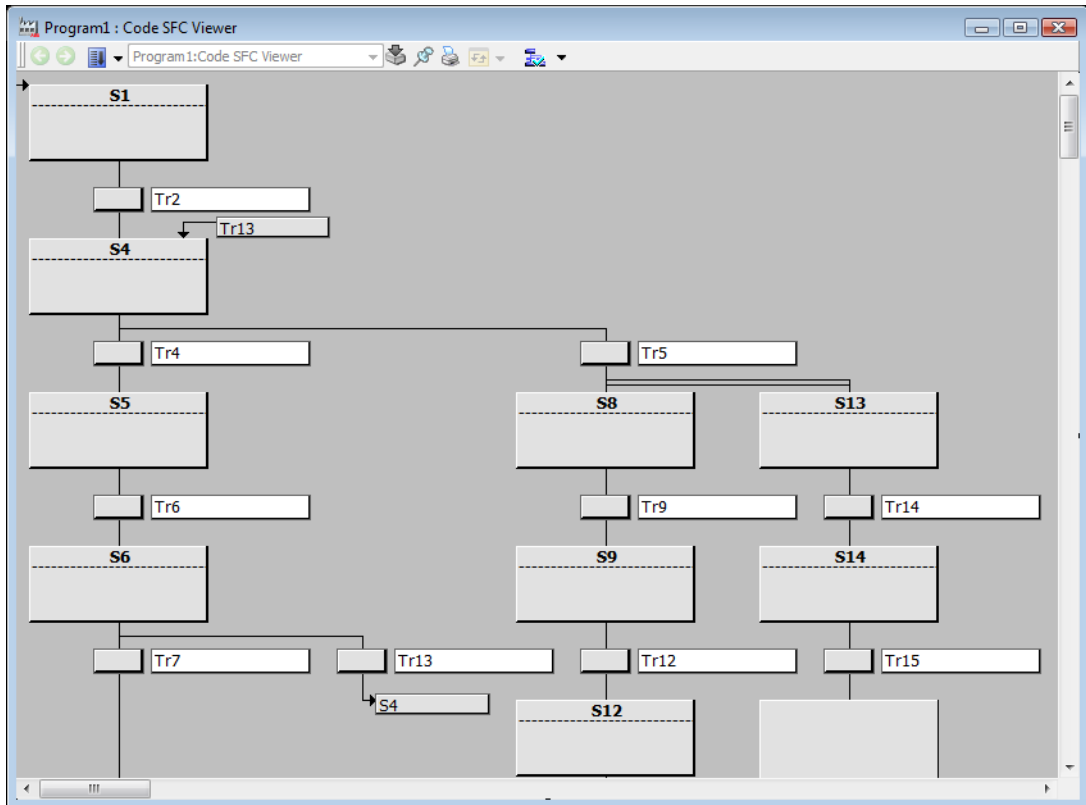 Program1 : Code SFC Viewer
Program1:Code SFC Viewer
S1
Tr2
Tr13
S4
Tr4
Tr5
S5
S8
S13
Tr6
Tr9
Tr14
S6
S9
S14
Tr7
Tr13
Tr12
Tr15
S4
S12